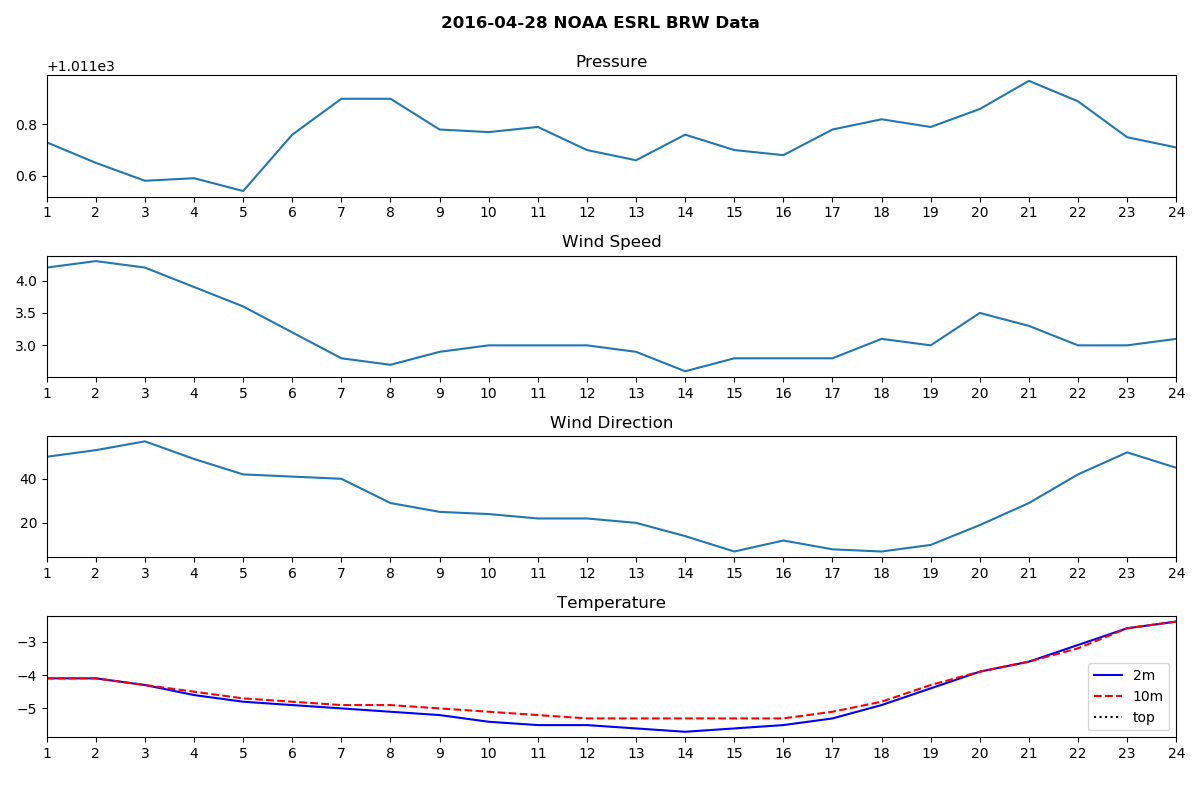 2016-04-28 NOAA ESRL BRW Data
Pressure
+1.011e3
0.8
0.6
1 2 3 4 5 6 7 8 9 10 11 12 13 14 15 16 17 18 19 20 21 22 23 24
Wind Speed
4.0
3.5
3.0
1 2 3 4 5 6 7 8 9 10 11 12 13 14 15 16 17 18 19 20 21 22 23 24
Wind Direction
40
20
1 2 3 4 5 6 7 8 9 10 11 12 13 14 15 16 17 18 19 20 21 22 23 24
Temperature
−3
−4
−5
2m
10m
top
1 2 3 4 5 6 7 8 9 10 11 12 13 14 15 16 17 18 19 20 21 22 23 24